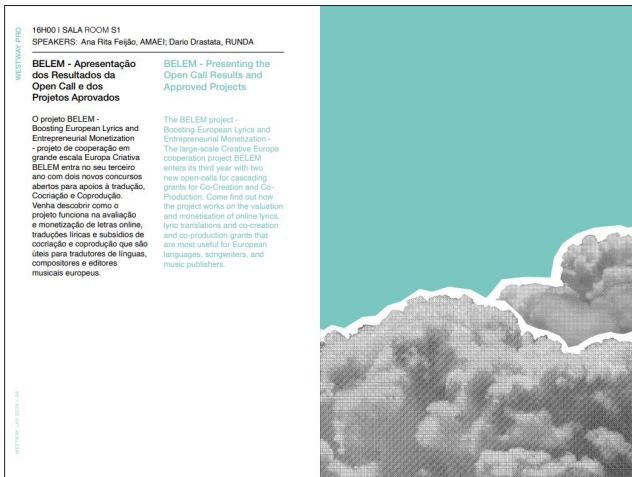 WESTWAY PRO
16H00 | SALA ROOM S1
SPEAKERS: Ana Rita Feijão, AMAEI; Dario Drastata, RUNDA
BELEM - Apresentação
dos Resultados da
Open Call e dos
Projetos Aprovados
O projeto BELEM -
Boosting European Lyrics and
Entrepreneurial Monetization
- projeto de cooperação em
grande escala Europa Criativa
BELEM entra no seu terceiro
ano com dois novos concursos
abertos para apoios à tradução,
Cocriação e Coprodução.
Venha descobrir como o
projeto funciona na avaliação
e monetização de letras online,
traduções líricas e subsídios de
cocriação e coprodução que são
úteis para tradutores de línguas,
compositores e editores
musicais europeus.
BELEM - Presenting the
Open Call Results and
Approved Projects
The BELEM project -
Boosting European Lyrics and
Entrepreneurial Monetization -
The large-scale Creative Europe
cooperation project BELEM
enters its third year with two
new open-calls for cascading
grants for Co-Creation and Co-
Production. Come find out how
the project works on the valuation
and monetisation of online lyrics,
lyric translations and co-creation
and co-production grants that
are most useful for European
languages, songwriters, and
music publishers.